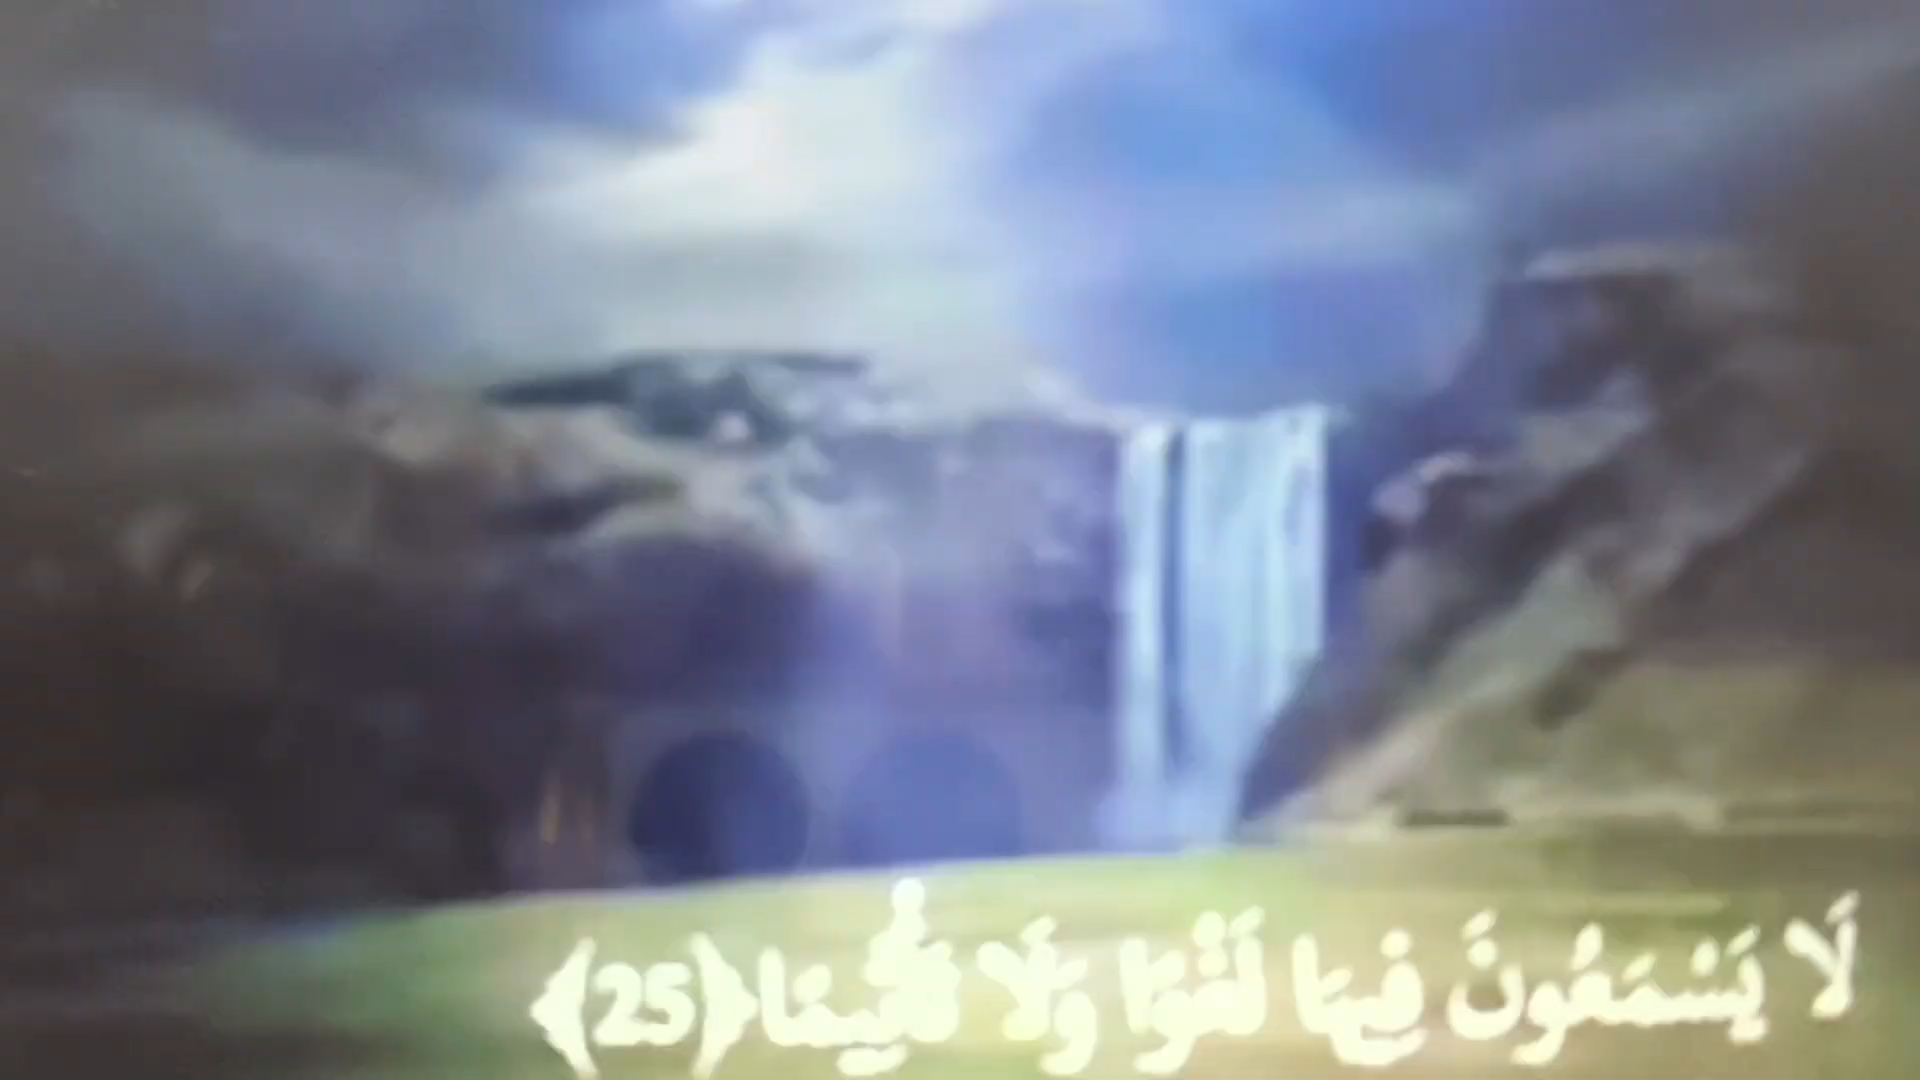 لَا يَسْمَعُونَ فِيهَا لَغْوًا وَلَا تَأْثِيمًا ﴿25﴾